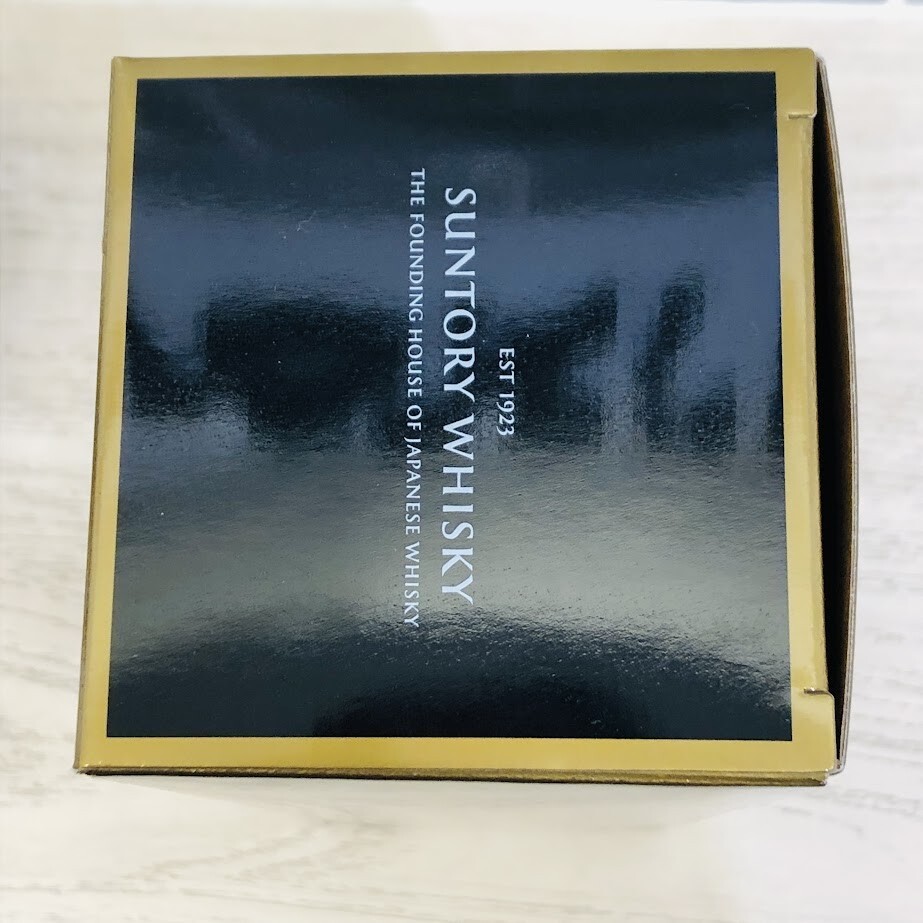 EST 1923
SUNTORY WHISKY
THE FOUNDING HOUSE OF JAPANESE WHISKY